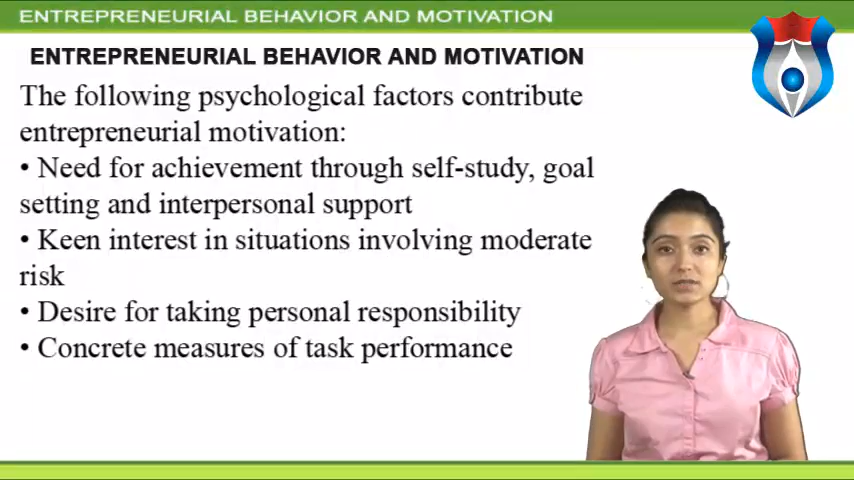 ENTREPRENEURIAL BEHAVIOR AND MOTIVATION
ENTREPRENEURIAL BEHAVIOR AND MOTIVATION
The following psychological factors contribute
entrepreneurial motivation:
• Need for achievement through self-study, goal
setting and interpersonal support
• Keen interest in situations involving moderate
risk
• Desire for taking personal responsibility
• Concrete measures of task performance